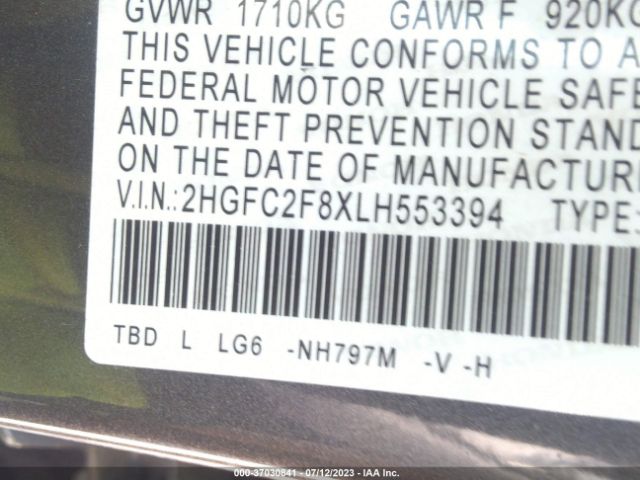 GVWR 1710KG GAWR F 920KG
THIS VEHICLE CONFORMS TO A
FEDERAL MOTOR VEHICLE SAFE
AND THEFT PREVENTION STAND
ON THE DATE OF MANUFACTUR
V.I.N.: 2HGFC2F8XLH553394 TYPE:
TBD L LG6 -NH797M -V -H
000-37030841 - 07/12/2023 - IAA Inc.